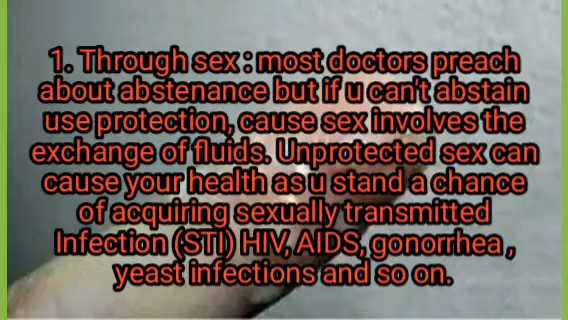 1. Through sex : most doctors preach
about abstenance but if u can't abstain
use protection, cause sex involves the
exchange of fluids. Unprotected sex can
cause your health as u stand a chance
of acquiring sexually transmitted
Infection (STI) HIV, AIDS, gonorrhea ,
yeast infections and so on.